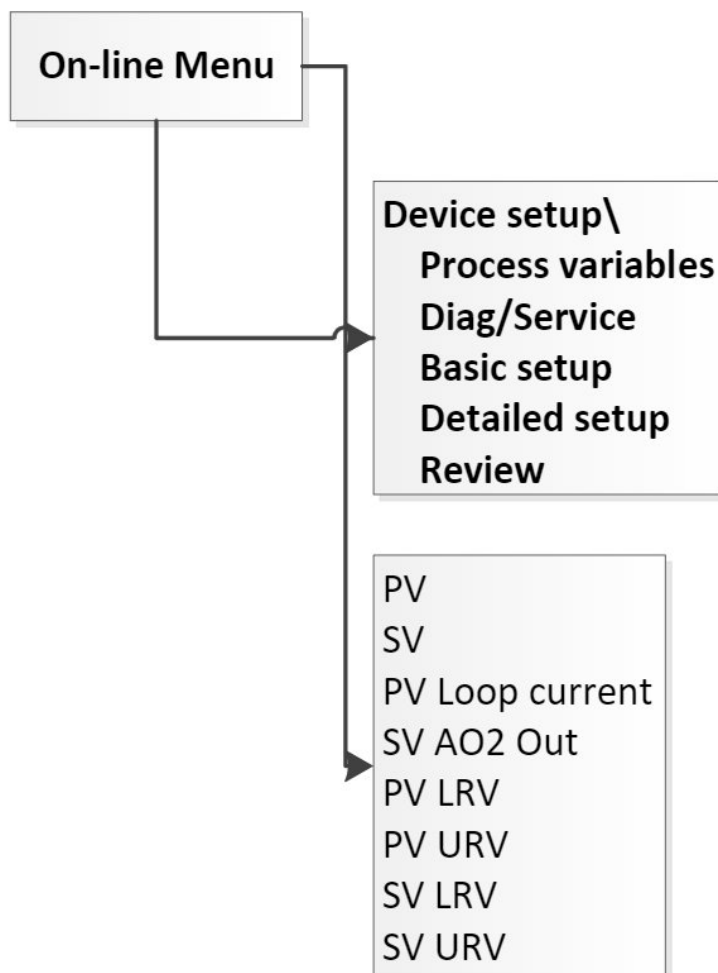 On-line Menu
Device setup\
Process variables
Diag/Service
Basic setup
Detailed setup
Review
PV
SV
PV Loop current
SV AO2 Out
PV LRV
PV URV
SV LRV
SV URV